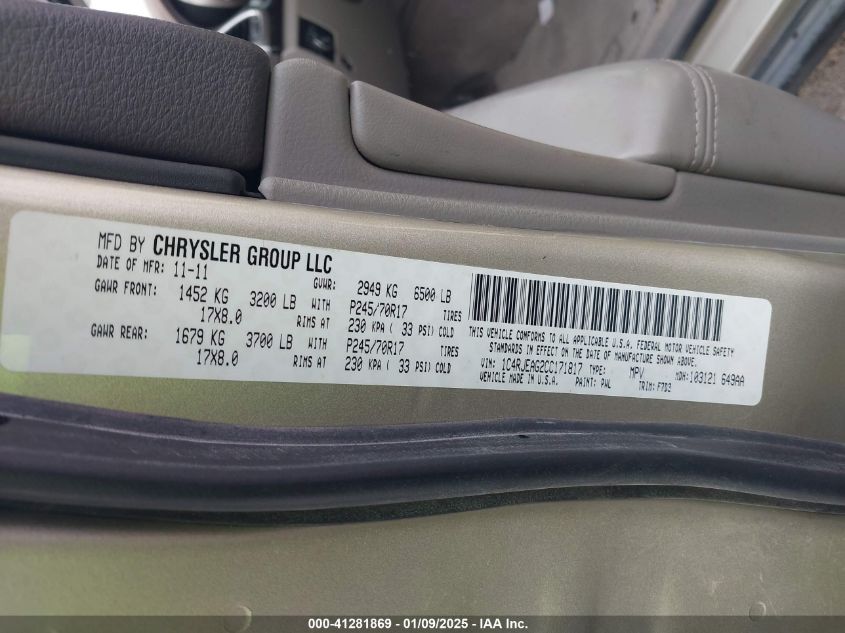 MFD BY CHRYSLER GROUP LLC
DATE OF MFR: 11-11 GVWR: 2949 KG 6500 LB
GAWR FRONT: 1452 KG 3200 LB WITH P245/70R17 TIRES
17X8.0 RIMS AT 230 KPA ( 33 PSI) COLD
GAWR REAR: 1679 KG 3700 LB WITH P245/70R17 TIRES
17X8.0 RIMS AT 230 KPA ( 33 PSI) COLD
THIS VEHICLE CONFORMS TO ALL APPLICABLE U.S.A. FEDERAL MOTOR VEHICLE SAFETY
STANDARDS IN EFFECT ON THE DATE OF MANUFACTURE SHOWN ABOVE.
VIN: 1C4RJEAG2CC171817 TYPE: MPV MDH: 103121 649AA
VEHICLE MADE IN U.S.A. PAINT: PWL TRIM: F7D3
000-41281869 | 01/09/2025 - IAA Inc.